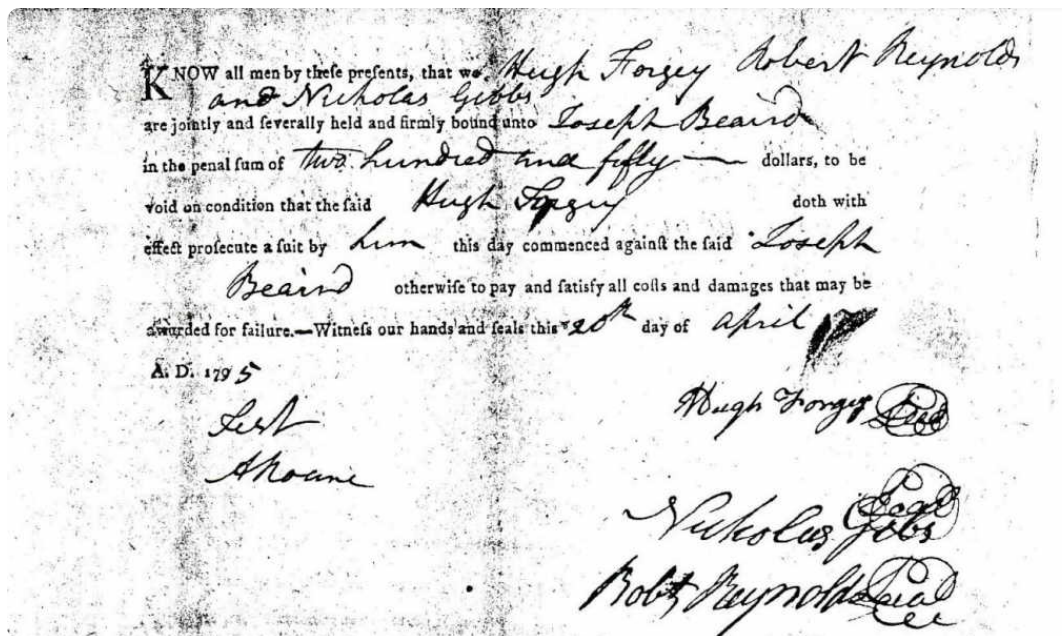 KNOW all men by theſe preſents, that we Hugh Forgey Robert Reynolds
and Nicholas Gibbs
are jointly and ſeverally held and firmly bound unto Joseph Beaird
in the penal ſum of two hundred and fifty — dollars, to be
void on condition that the ſaid Hugh Forgey doth with
effect proſecute a ſuit by him this day commenced againſt the ſaid Joseph
Beaird otherwiſe to pay and ſatisfy all coſts and damages that may be
awarded for failure.—Witneſs our hands and ſeals this 20th day of April
A. D. 1795
Test
Hugh Forgey Seal
ARoane
Seal
Nickolus Gibs
Robt Reynolds Seal